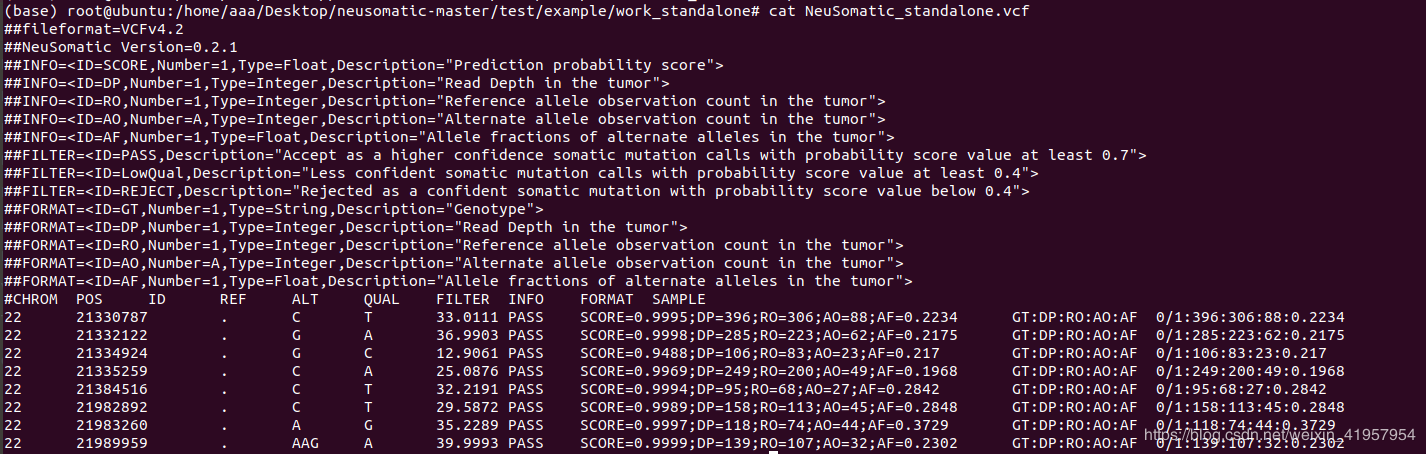 (base) root@ubuntu:/home/aaa/Desktop/neusomatic-master/test/example/work_standalone# cat NeuSomatic_standalone.vcf
##fileformat=VCFv4.2
##NeuSomatic Version=0.2.1
##INFO=<ID=SCORE,Number=1,Type=Float,Description="Prediction probability score">
##INFO=<ID=DP,Number=1,Type=Integer,Description="Read Depth in the tumor">
##INFO=<ID=RO,Number=1,Type=Integer,Description="Reference allele observation count in the tumor">
##INFO=<ID=AO,Number=A,Type=Integer,Description="Alternate allele observation count in the tumor">
##INFO=<ID=AF,Number=1,Type=Float,Description="Allele fractions of alternate alleles in the tumor">
##FILTER=<ID=PASS,Description="Accept as a higher confidence somatic mutation calls with probability score value at least 0.7">
##FILTER=<ID=LowQual,Description="Less confident somatic mutation calls with probability score value at least 0.4">
##FILTER=<ID=REJECT,Description="Rejected as a confident somatic mutation with probability score value below 0.4">
##FORMAT=<ID=GT,Number=1,Type=String,Description="Genotype">
##FORMAT=<ID=DP,Number=1,Type=Integer,Description="Read Depth in the tumor">
##FORMAT=<ID=RO,Number=1,Type=Integer,Description="Reference allele observation count in the tumor">
##FORMAT=<ID=AO,Number=A,Type=Integer,Description="Alternate allele observation count in the tumor">
##FORMAT=<ID=AF,Number=1,Type=Float,Description="Allele fractions of alternate alleles in the tumor">
#CHROM POS ID REF ALT QUAL FILTER INFO FORMAT SAMPLE
22 21330787 . C T 33.0111 PASS SCORE=0.9995;DP=396;RO=306;AO=88;AF=0.2234 GT:DP:RO:AO:AF 0/1:396:306:88:0.2234
22 21332122 . G A 36.9903 PASS SCORE=0.9998;DP=285;RO=223;AO=62;AF=0.2175 GT:DP:RO:AO:AF 0/1:285:223:62:0.2175
22 21334924 . G C 12.9061 PASS SCORE=0.9488;DP=106;RO=83;AO=23;AF=0.217 GT:DP:RO:AO:AF 0/1:106:83:23:0.217
22 21335259 . C A 25.0876 PASS SCORE=0.9969;DP=249;RO=200;AO=49;AF=0.1968 GT:DP:RO:AO:AF 0/1:249:200:49:0.1968
22 21384516 . C T 32.2191 PASS SCORE=0.9994;DP=95;RO=68;AO=27;AF=0.2842 GT:DP:RO:AO:AF 0/1:95:68:27:0.2842
22 21982892 . C T 29.5872 PASS SCORE=0.9989;DP=158;RO=113;AO=45;AF=0.2848 GT:DP:RO:AO:AF 0/1:158:113:45:0.2848
22 21983260 . A G 35.2289 PASS SCORE=0.9997;DP=118;RO=74;AO=44;AF=0.3729 GT:DP:RO:AO:AF 0/1:118:74:44:0.3729
22 21989959 . AAG A 39.9993 PASS SCORE=0.9999;DP=139;RO=107;AO=32;AF=0.2302 GT:DP:RO:AO:AF 0/1:139:107:32:0.2302
https://blog.csdn.net/weixin_41957954